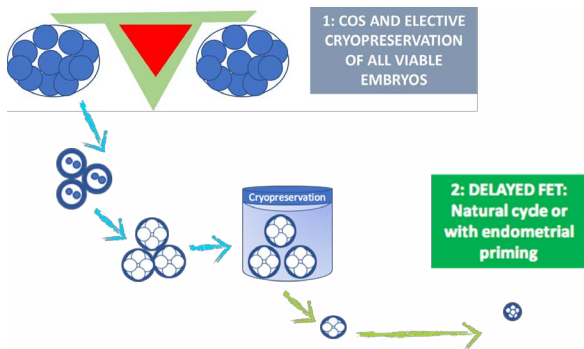 1: COS AND ELECTIVE
CRYOPRESERVATION
OF ALL VIABLE
EMBRYOS
Cryopreservation
2: DELAYED FET:
Natural cycle or
with endometrial
priming